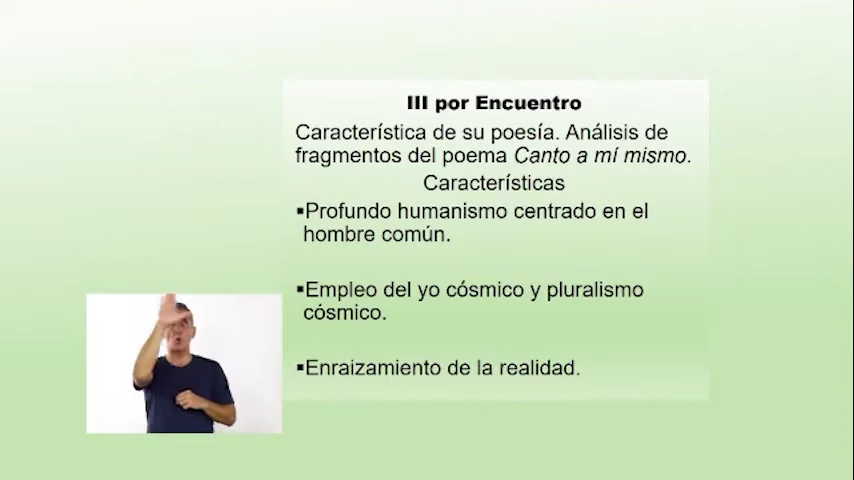 III por Encuentro
Característica de su poesía. Análisis de
fragmentos del poema Canto a mí mismo.
Características
▪Profundo humanismo centrado en el
hombre común.
▪Empleo del yo cósmico y pluralismo
cósmico.
▪Enraizamiento de la realidad.